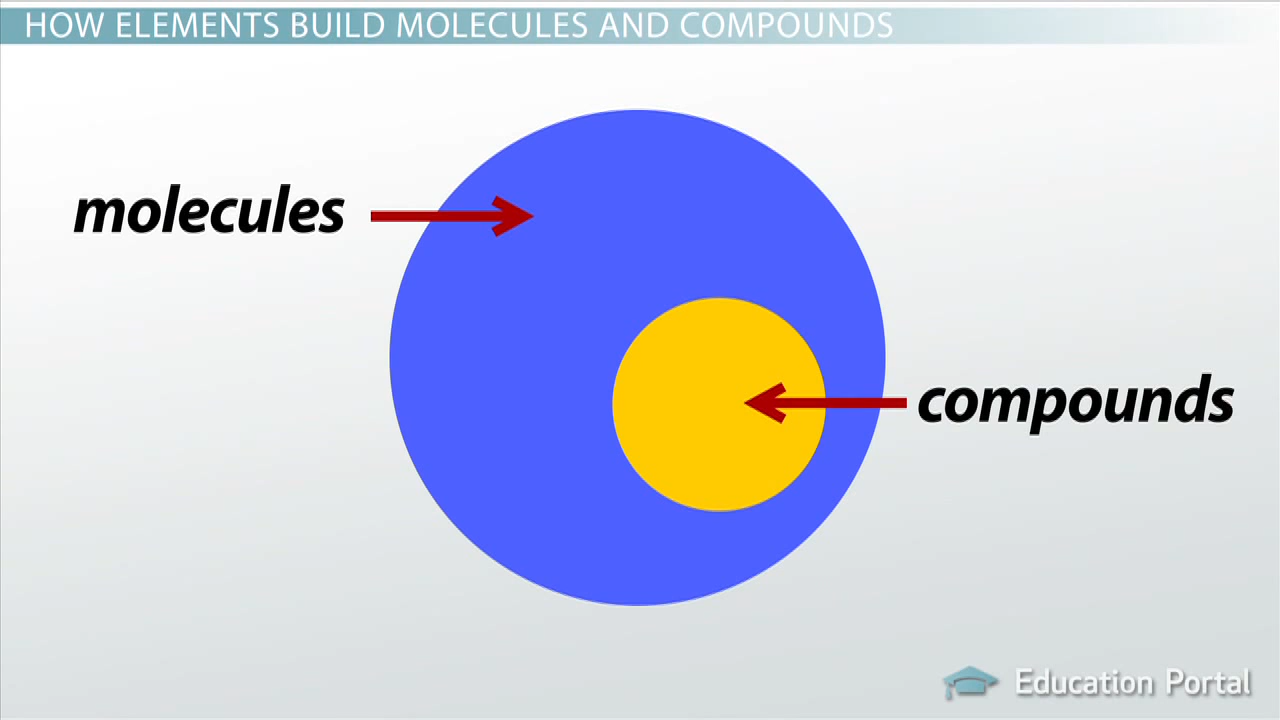 HOW ELEMENTS BUILD MOLECULES AND COMPOUNDS
molecules
compounds
Education Portal